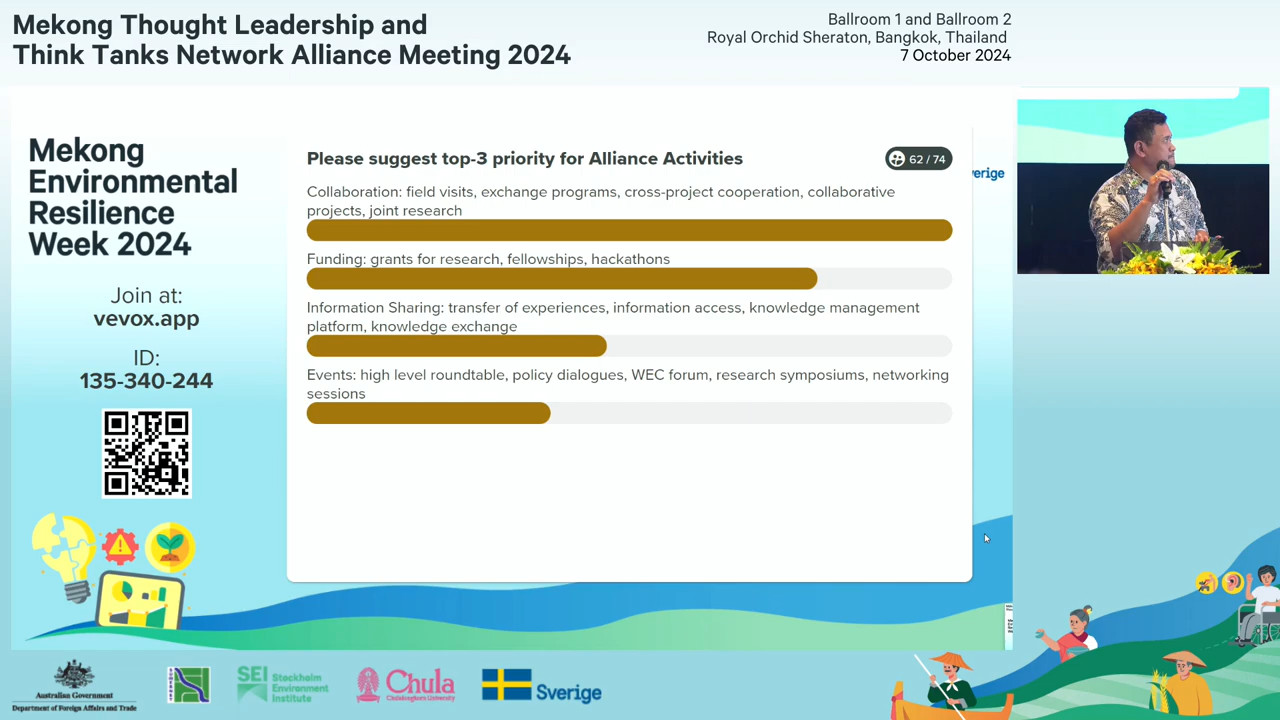 Mekong Thought Leadership and
Think Tanks Network Alliance Meeting 2024
Ballroom 1 and Ballroom 2
Royal Orchid Sheraton, Bangkok, Thailand
7 October 2024
Mekong
Environmental
Resilience
Week 2024
Join at:
vevox.app
ID:
135-340-244
Please suggest top-3 priority for Alliance Activities
62 / 74
Collaboration: field visits, exchange programs, cross-project cooperation, collaborative
projects, joint research
Funding: grants for research, fellowships, hackathons
Information Sharing: transfer of experiences, information access, knowledge management
platform, knowledge exchange
Events: high level roundtable, policy dialogues, WEC forum, research symposiums, networking
sessions
erige
Australian Government
Department of Foreign Affairs and Trade
SEI Stockholm
Environment
Institute
Chula
Chulalongkorn University
Sverige